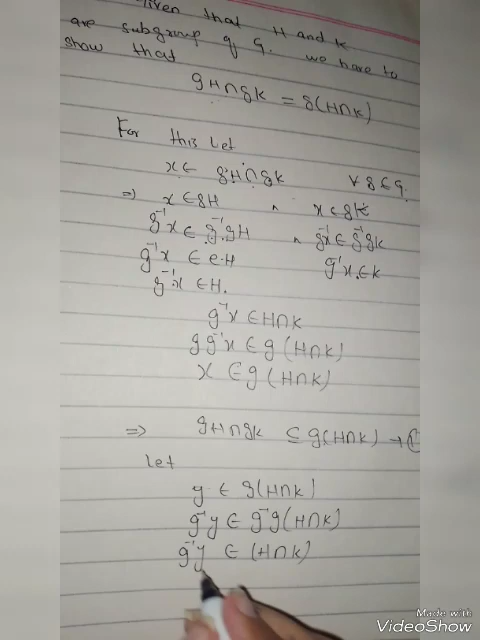 Given that H and K
are subgroup of G. we have to
show that
gH∩gK = g(H∩K)
For this Let
x ∈ gH∩gK ∀ g∈G.
⇒ x ∈ gH ∧ x ∈ gK
g⁻¹x ∈ g⁻¹gH ∧ g⁻¹x ∈ g⁻¹gK
g⁻¹x ∈ e·H g⁻¹x ∈ K
g⁻¹x ∈ H.
g⁻¹x ∈ H∩K
gg⁻¹x ∈ g(H∩K)
x ∈ g(H∩K)
⇒ gH∩gK ⊆ g(H∩K) →
Let
y ∈ g(H∩K)
g⁻¹y ∈ g⁻¹g(H∩K)
g⁻¹y ∈ (H∩K)
Made with
VideoShow